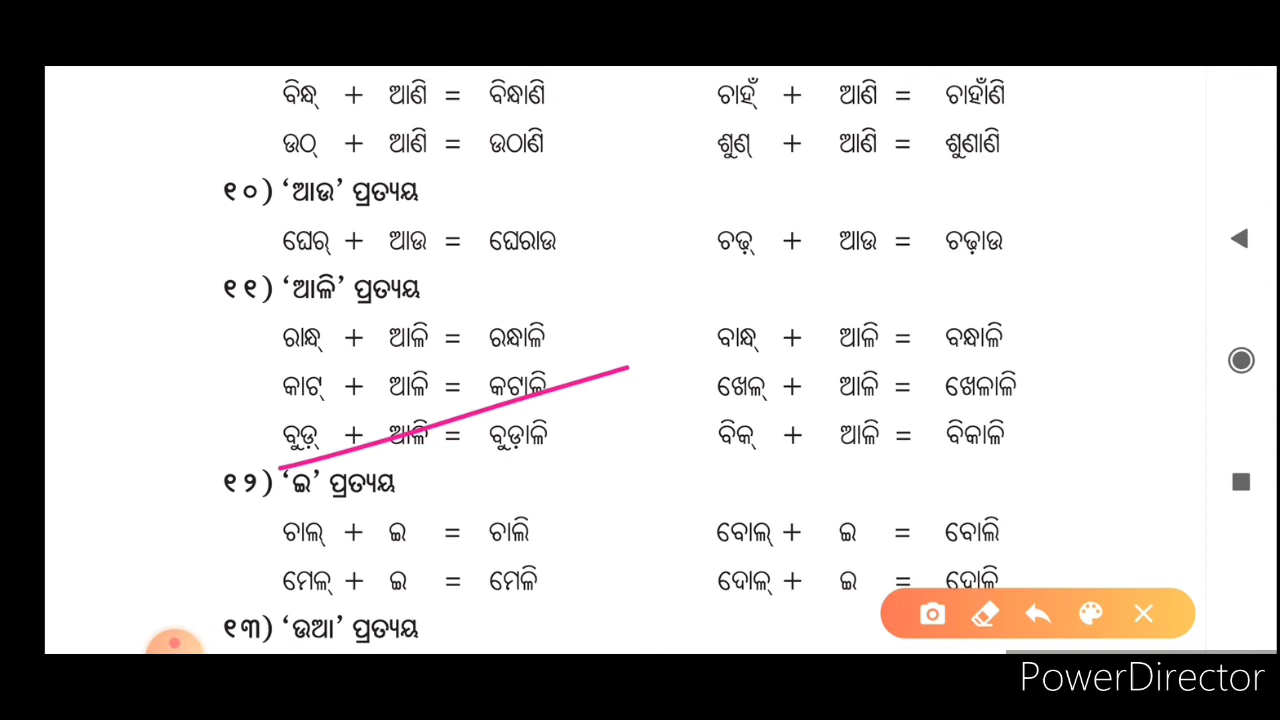 ବିନ୍ଧ୍ + ଆଣି = ବିନ୍ଧାଣି ଚାହଁ୍ + ଆଣି = ଚାହାଁଣି
ଉଠ୍ + ଆଣି = ଉଠାଣି ଶୁଣ୍ + ଆଣି = ଶୁଣାଣି
୧୦) ‘ଆଉ’ ପ୍ରତ୍ୟୟ
ଘେର୍ + ଆଉ = ଘେରାଉ ଚଢ଼୍ + ଆଉ = ଚଢ଼ାଉ
୧୧) ‘ଆଳି’ ପ୍ରତ୍ୟୟ
ରାନ୍ଧ୍ + ଆଳି = ରନ୍ଧାଳି ବାନ୍ଧ୍ + ଆଳି = ବନ୍ଧାଳି
କାଟ୍ + ଆଳି = କଟାଳି ଖେଳ୍ + ଆଳି = ଖେଳାଳି
ବୁଡ଼୍ + ଆଳି = ବୁଡ଼ାଳି ବିକ୍ + ଆଳି = ବିକାଳି
୧୨) ‘ଇ’ ପ୍ରତ୍ୟୟ
ଚାଲ୍ + ଇ = ଚାଲି ବୋଲ୍ + ଇ = ବୋଲି
ମେଳ୍ + ଇ = ମେଳି ଦୋଳ୍ + ଇ = ଦୋଳି
୧୩) ‘ଉଆ’ ପ୍ରତ୍ୟୟ
PowerDirector